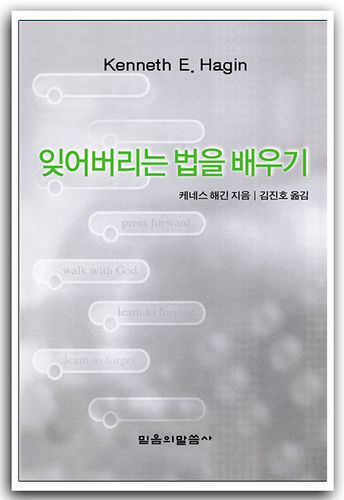 Kenneth E. Hagin
잊어버리는 법을 배우기
케네스 해긴 지음 | 김진호 옮김
press forward
walk with God
learn to forgive
learn to forget
믿음의말씀사